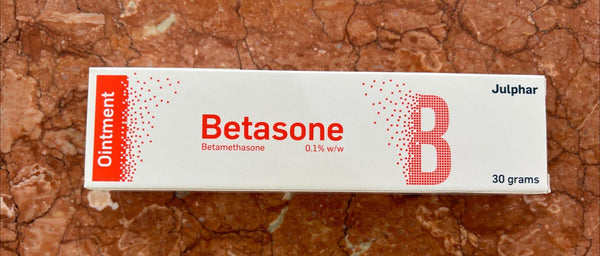 Ointment
Betasone
Betamethasone 0.1% w/w
B
Julphar
30 grams